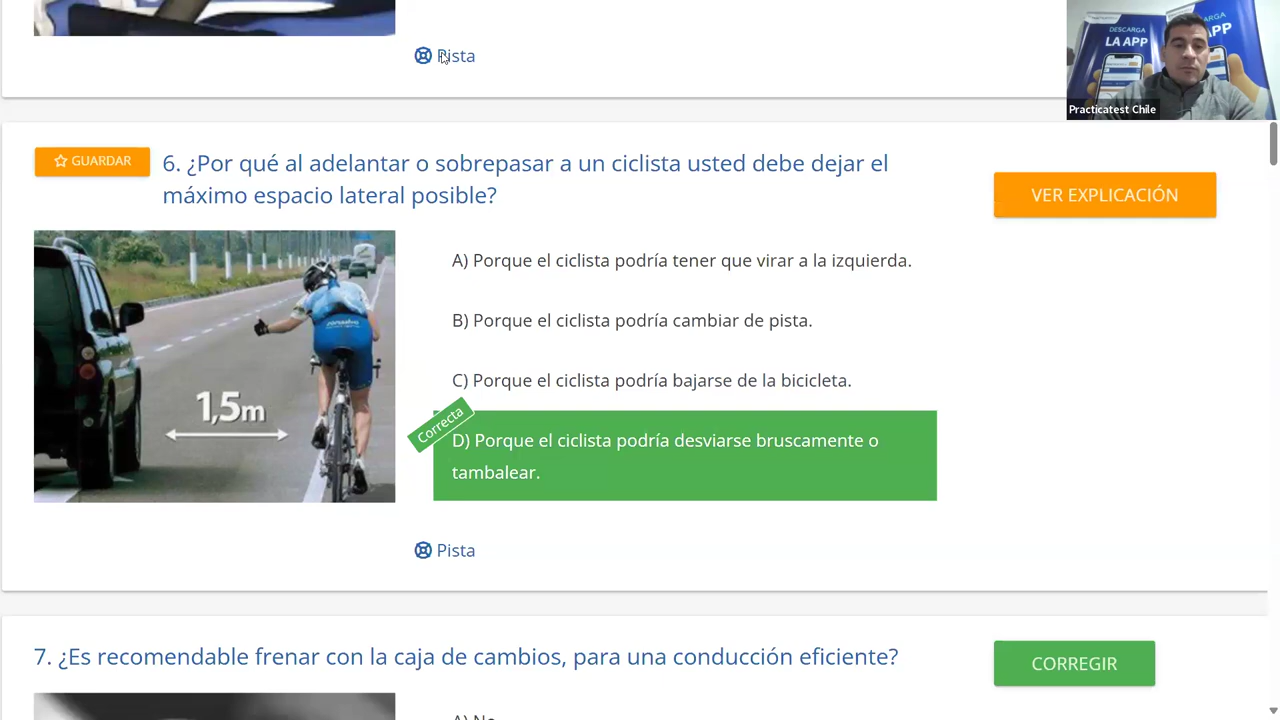 DESCARGA
LA APP
DESCARGA
APP
Practicatest Chile
Pista
GUARDAR
6. ¿Por qué al adelantar o sobrepasar a un ciclista usted debe dejar el
máximo espacio lateral posible?
VER EXPLICACIÓN
1,5m
A) Porque el ciclista podría tener que virar a la izquierda.
B) Porque el ciclista podría cambiar de pista.
C) Porque el ciclista podría bajarse de la bicicleta.
Correcta
D) Porque el ciclista podría desviarse bruscamente o
tambalear.
Pista
7. ¿Es recomendable frenar con la caja de cambios, para una conducción eficiente?
CORREGIR
A) No